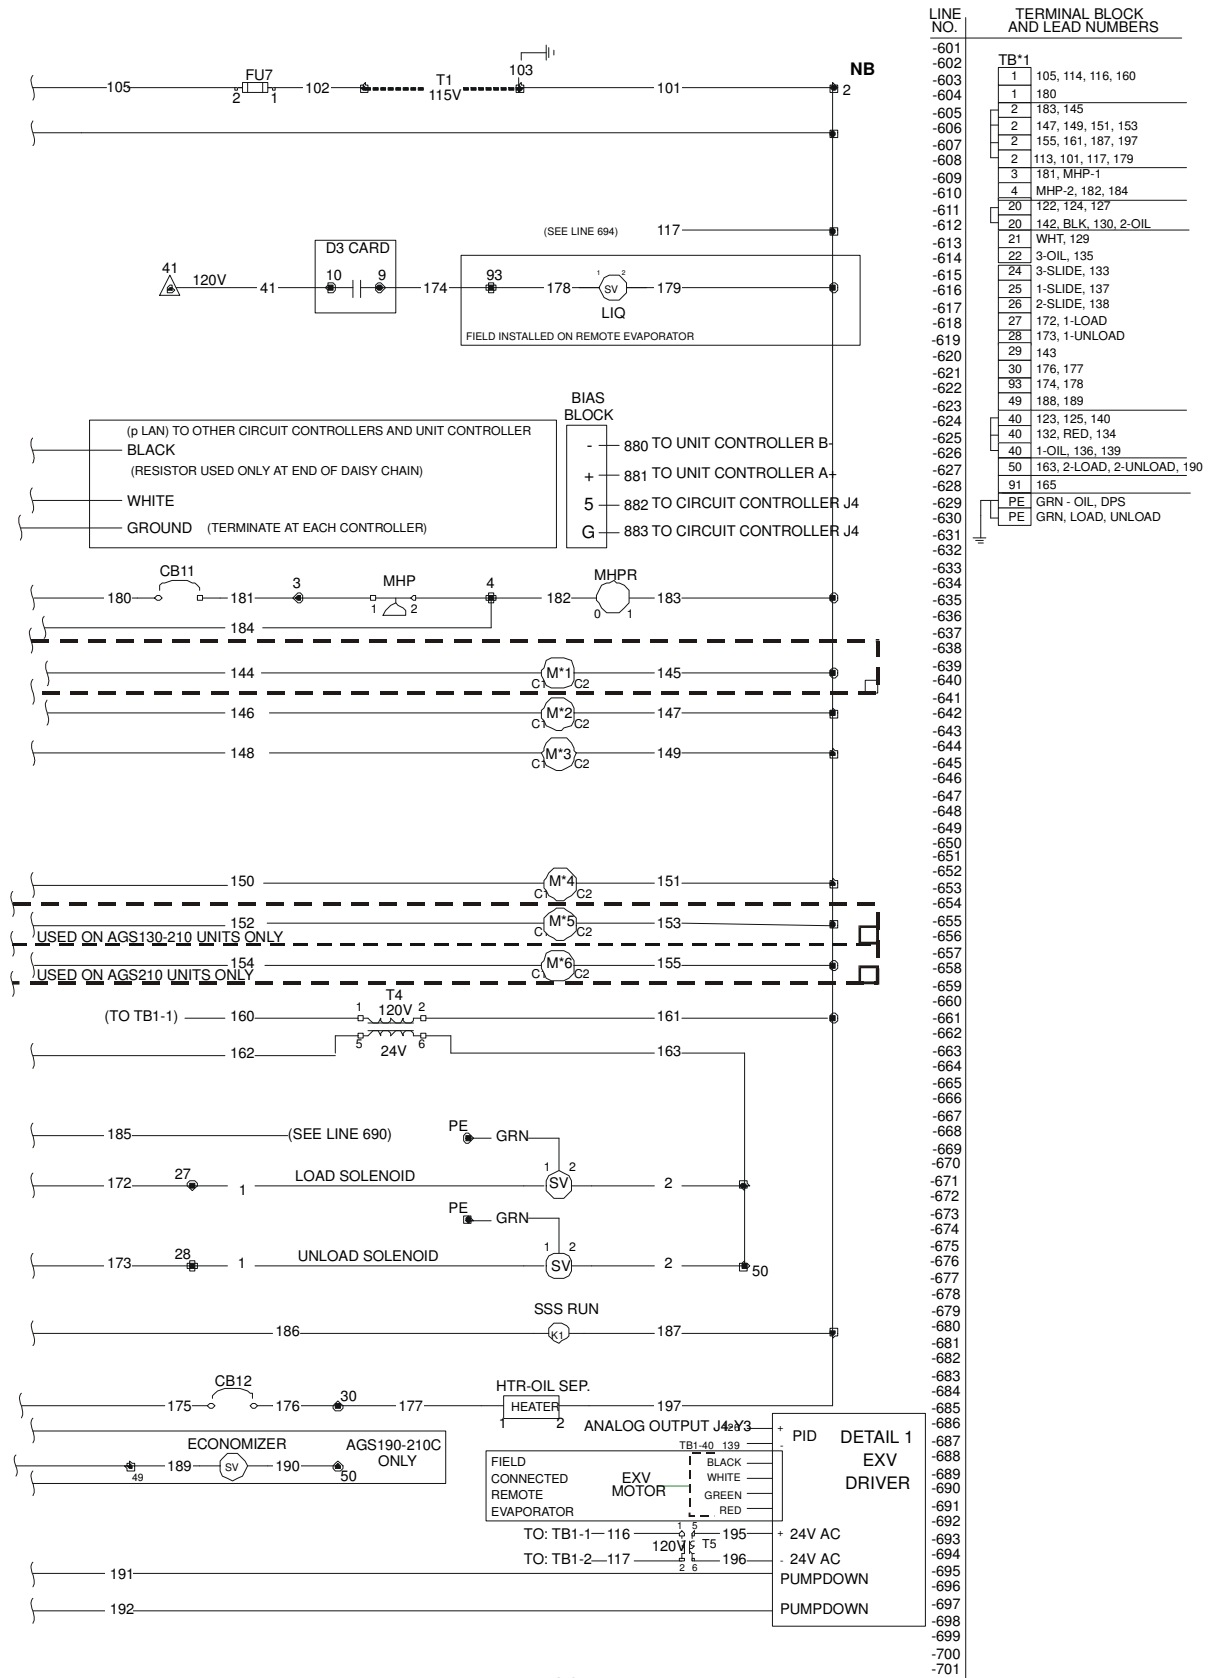 LINE NO.
TERMINAL BLOCK AND LEAD NUMBERS
105 FU7 2 1 102 T1 115V 103 101 NB 2
(SEE LINE 694) 117
41 120V 41 D3 CARD 10 9 174 93 178 1 2 SV LIQ 179
FIELD INSTALLED ON REMOTE EVAPORATOR
(p LAN) TO OTHER CIRCUIT CONTROLLERS AND UNIT CONTROLLER
BLACK
(RESISTOR USED ONLY AT END OF DAISY CHAIN)
WHITE
GROUND (TERMINATE AT EACH CONTROLLER)
BIAS
BLOCK
- 880 TO UNIT CONTROLLER B-
+ 881 TO UNIT CONTROLLER A+
5 882 TO CIRCUIT CONTROLLER J4
G 883 TO CIRCUIT CONTROLLER J4
180 CB11 181 3 MHP 1 2 4 182 MHPR 0 1 183
184
144 M*1 C1 C2 145
146 M*2 C1 C2 147
148 M*3 C1 C2 149
150 M*4 C1 C2 151
152 M*5 C1 C2 153
USED ON AGS130-210 UNITS ONLY
154 M*6 C1 C2 155
USED ON AGS210 UNITS ONLY
(TO TB1-1) 160 T4 1 120V 2 161
162 5 24V 6 163
185 (SEE LINE 690) PE GRN
172 27 1 LOAD SOLENOID 1 2 SV 2
PE GRN
173 28 1 UNLOAD SOLENOID 1 2 SV 2 50
SSS RUN
186 K1 187
175 CB12 176 30 177 HTR-OIL SEP. HEATER 1 2 197
49 189 ECONOMIZER SV 190 50 AGS190-210C ONLY
ANALOG OUTPUT J4-Y3 +
TB1-40 139 -
PID
DETAIL 1
EXV
DRIVER
FIELD
CONNECTED
REMOTE
EVAPORATOR
EXV
MOTOR
BLACK
WHITE
GREEN
RED
TO: TB1-1 116 1 5 195 + 24V AC
120V T5
TO: TB1-2 117 2 6 196 - 24V AC
191 PUMPDOWN
192 PUMPDOWN
-601
-602
-603
-604
-605
-606
-607
-608
-609
-610
-611
-612
-613
-614
-615
-616
-617
-618
-619
-620
-621
-622
-623
-624
-625
-626
-627
-628
-629
-630
-631
-632
-633
-634
-635
-636
-637
-638
-639
-640
-641
-642
-643
-644
-645
-646
-647
-648
-649
-650
-651
-652
-653
-654
-655
-656
-657
-658
-659
-660
-661
-662
-663
-664
-665
-666
-667
-668
-669
-670
-671
-672
-673
-674
-675
-676
-677
-678
-679
-680
-681
-682
-683
-684
-685
-686
-687
-688
-689
-690
-691
-692
-693
-694
-695
-696
-697
-698
-699
-700
-701
TB*1
1 105, 114, 116, 160
1 180
2 183, 145
2 147, 149, 151, 153
2 155, 161, 187, 197
2 113, 101, 117, 179
3 181, MHP-1
4 MHP-2, 182, 184
20 122, 124, 127
20 142, BLK, 130, 2-OIL
21 WHT, 129
22 3-OIL, 135
24 3-SLIDE, 133
25 1-SLIDE, 137
26 2-SLIDE, 138
27 172, 1-LOAD
28 173, 1-UNLOAD
29 143
30 176, 177
93 174, 178
49 188, 189
40 123, 125, 140
40 132, RED, 134
40 1-OIL, 136, 139
50 163, 2-LOAD, 2-UNLOAD, 190
91 165
PE GRN - OIL, DPS
PE GRN, LOAD, UNLOAD